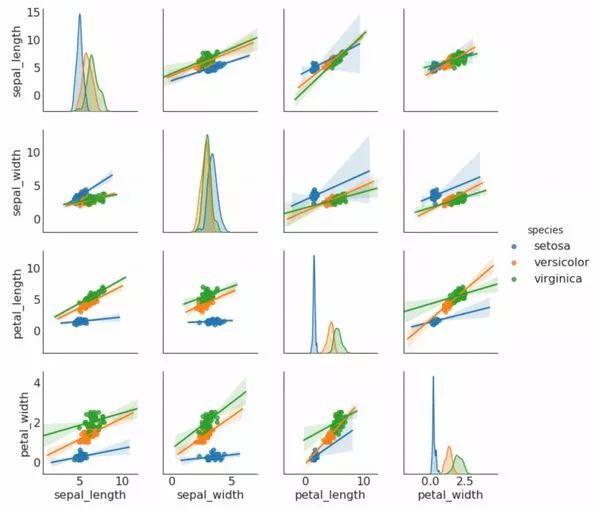 15
10
5
0
sepal_length
10
5
0
sepal_width
species
setosa
versicolor
virginica
10
5
0
petal_length
4
2
0
petal_width
5 10
sepal_length
0 5
sepal_width
0 10
petal_length
0.0 2.5
petal_width